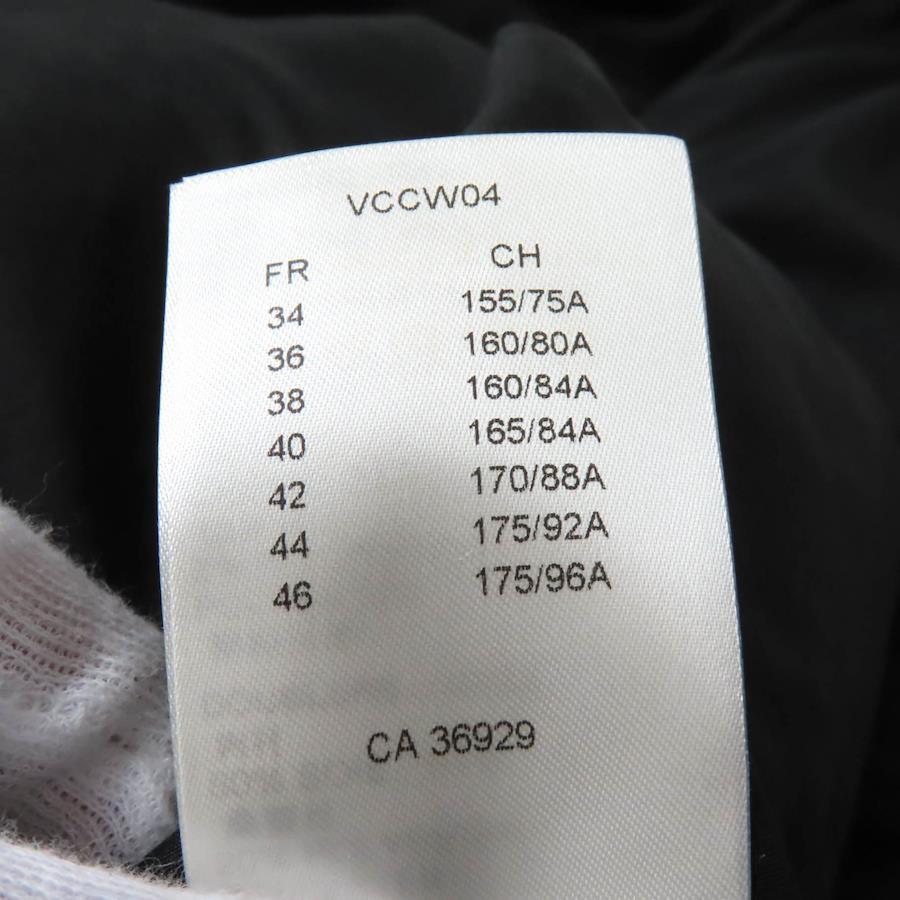 VCCW04
FR CH
34 155/75A
36 160/80A
38 160/84A
40 165/84A
42 170/88A
44 175/92A
46 175/96A
CA 36929